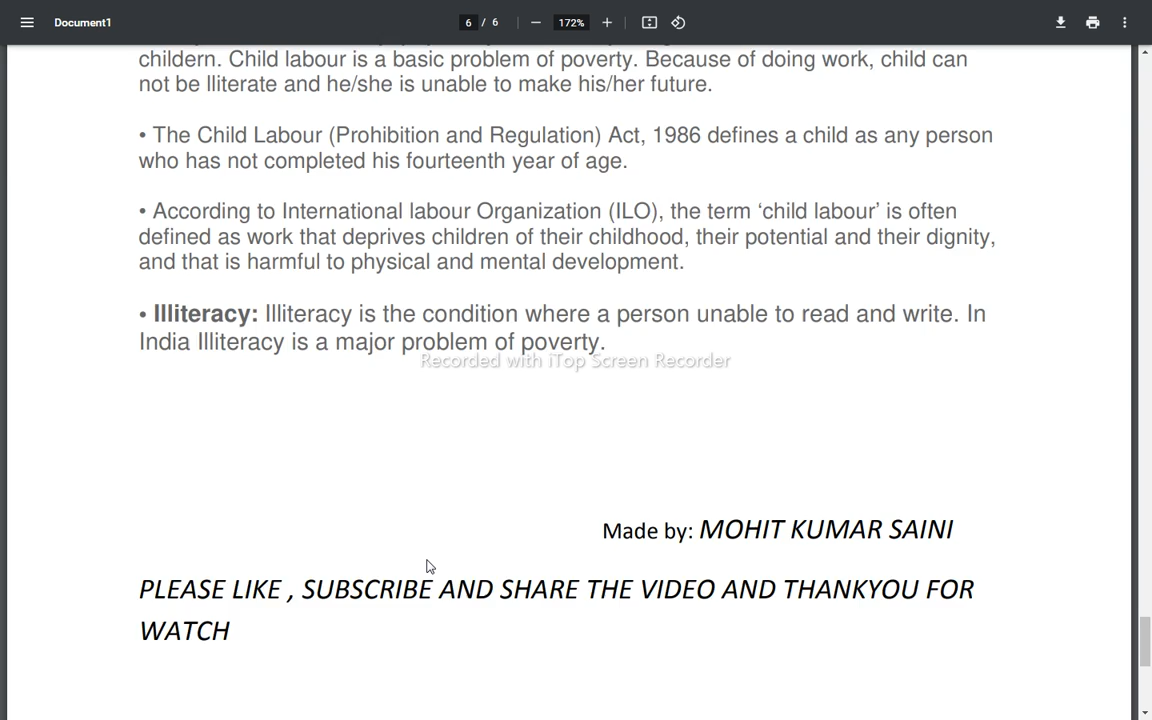 Document1
6 / 6
172%
childern. Child labour is a basic problem of poverty. Because of doing work, child can
not be lliterate and he/she is unable to make his/her future.
• The Child Labour (Prohibition and Regulation) Act, 1986 defines a child as any person
who has not completed his fourteenth year of age.
• According to International labour Organization (ILO), the term ‘child labour’ is often
defined as work that deprives children of their childhood, their potential and their dignity,
and that is harmful to physical and mental development.
• Illiteracy: Illiteracy is the condition where a person unable to read and write. In
India Illiteracy is a major problem of poverty.
Recorded with iTop Screen Recorder
Made by: MOHIT KUMAR SAINI
PLEASE LIKE , SUBSCRIBE AND SHARE THE VIDEO AND THANKYOU FOR
WATCH